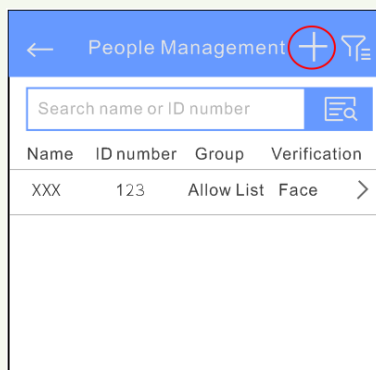 People Management
Search name or ID number
Name ID number Group Verification
XXX 123 Allow List Face